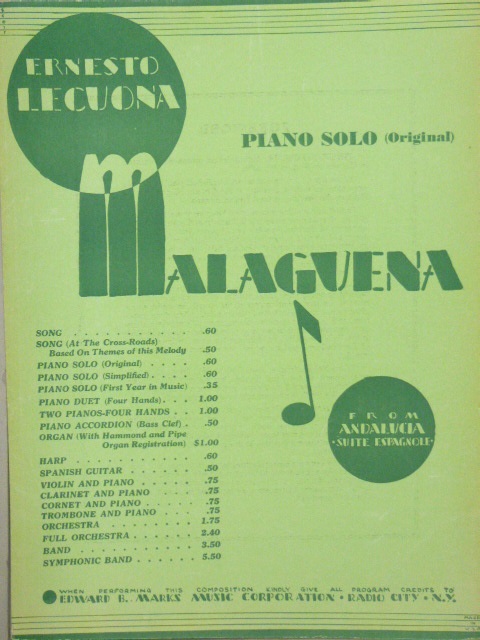 ERNESTO
LECUONA
PIANO SOLO (Original)
MALAGUENA
SONG . . . . . . . . . . . .60
SONG (At The Cross-Roads)
Based On Themes of this Melody .50
PIANO SOLO (Original) . . . . .60
PIANO SOLO (Simplified) . . . . .60
PIANO SOLO (First Year in Music) .35
PIANO DUET (Four Hands) . . . 1.00
TWO PIANOS-FOUR HANDS . . 1.00
PIANO ACCORDION (Bass Clef) . .50
ORGAN (With Hammond and Pipe
Organ Registration) $1.00
HARP . . . . . . . . . . . .60
SPANISH GUITAR . . . . . . .50
VIOLIN AND PIANO . . . . . .75
CLARINET AND PIANO . . . .75
CORNET AND PIANO . . . . . .75
TROMBONE AND PIANO . . . .75
ORCHESTRA . . . . . . . . 1.75
FULL ORCHESTRA . . . . . . 2.40
BAND . . . . . . . . . . . 3.50
SYMPHONIC BAND . . . . . . 5.50
FROM
ANDALUCIA
•SUITE ESPAGNOLE•
WHEN PERFORMING THIS COMPOSITION KINDLY GIVE ALL PROGRAM CREDITS TO
EDWARD B. MARKS MUSIC CORPORATION • RADIO CITY • N.Y.